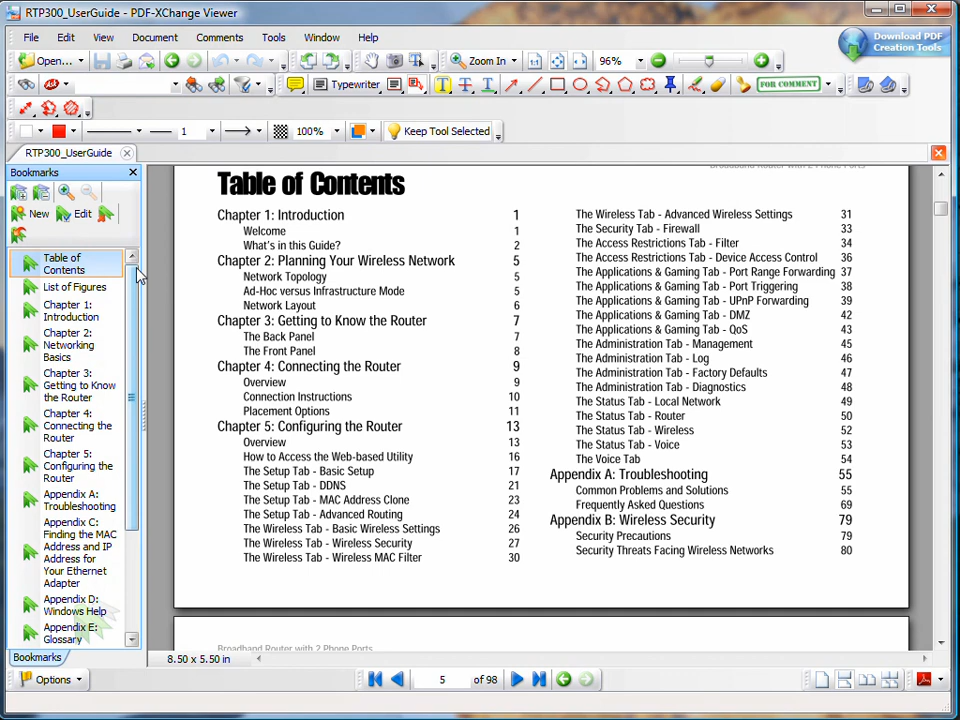 RTP300_UserGuide - PDF-XChange Viewer
File Edit View Document Comments Tools Window Help
Download PDF
Creation Tools
Open... Zoom In 96%
Typewriter FOR COMMENT
1 100% Keep Tool Selected
RTP300_UserGuide
Bookmarks
New Edit
Table of
Contents
List of Figures
Chapter 1:
Introduction
Chapter 2:
Networking
Basics
Chapter 3:
Getting to Know
the Router
Chapter 4:
Connecting the
Router
Chapter 5:
Configuring the
Router
Appendix A:
Troubleshooting
Appendix C:
Finding the MAC
Address and IP
Address for
Your Ethernet
Adapter
Appendix D:
Windows Help
Appendix E:
Glossary
Bookmarks
Options
Broadband Router with 2 Phone Ports
Table of Contents
Chapter 1: Introduction 1
Welcome 1
What's in this Guide? 2
Chapter 2: Planning Your Wireless Network 5
Network Topology 5
Ad-Hoc versus Infrastructure Mode 5
Network Layout 6
Chapter 3: Getting to Know the Router 7
The Back Panel 7
The Front Panel 8
Chapter 4: Connecting the Router 9
Overview 9
Connection Instructions 10
Placement Options 11
Chapter 5: Configuring the Router 13
Overview 13
How to Access the Web-based Utility 16
The Setup Tab - Basic Setup 17
The Setup Tab - DDNS 21
The Setup Tab - MAC Address Clone 23
The Setup Tab - Advanced Routing 24
The Wireless Tab - Basic Wireless Settings 26
The Wireless Tab - Wireless Security 27
The Wireless Tab - Wireless MAC Filter 30
The Wireless Tab - Advanced Wireless Settings 31
The Security Tab - Firewall 33
The Access Restrictions Tab - Filter 34
The Access Restrictions Tab - Device Access Control 36
The Applications & Gaming Tab - Port Range Forwarding 37
The Applications & Gaming Tab - Port Triggering 38
The Applications & Gaming Tab - UPnP Forwarding 39
The Applications & Gaming Tab - DMZ 42
The Applications & Gaming Tab - QoS 43
The Administration Tab - Management 45
The Administration Tab - Log 46
The Administration Tab - Factory Defaults 47
The Administration Tab - Diagnostics 48
The Status Tab - Local Network 49
The Status Tab - Router 50
The Status Tab - Wireless 52
The Status Tab - Voice 53
The Voice Tab 54
Appendix A: Troubleshooting 55
Common Problems and Solutions 55
Frequently Asked Questions 69
Appendix B: Wireless Security 79
Security Precautions 79
Security Threats Facing Wireless Networks 80
Broadband Router with 2 Phone Ports
8.50 x 5.50 in
5 of 98